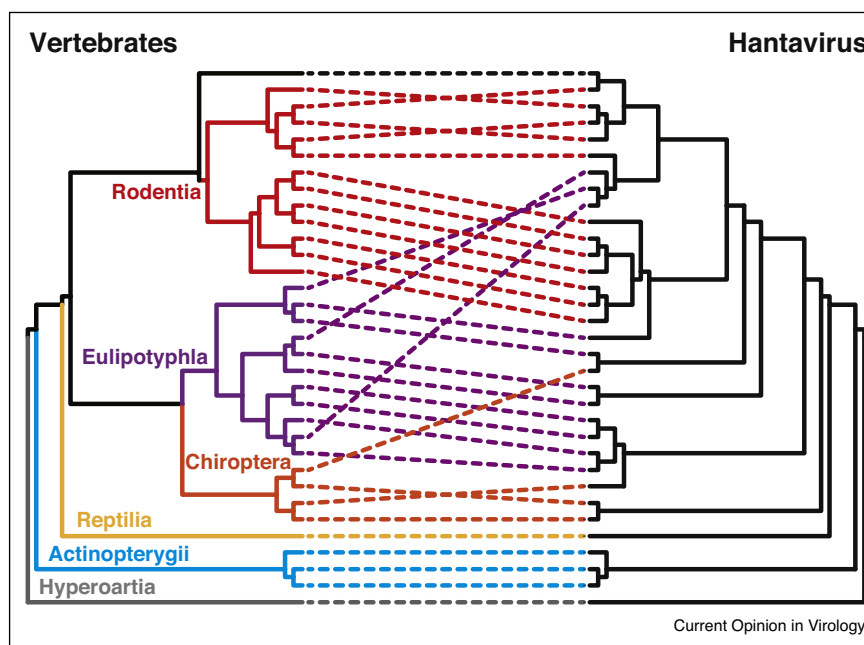 Vertebrates
Hantavirus
Rodentia
Eulipotyphla
Chiroptera
Reptilia
Actinopterygii
Hyperoartia
Current Opinion in Virology